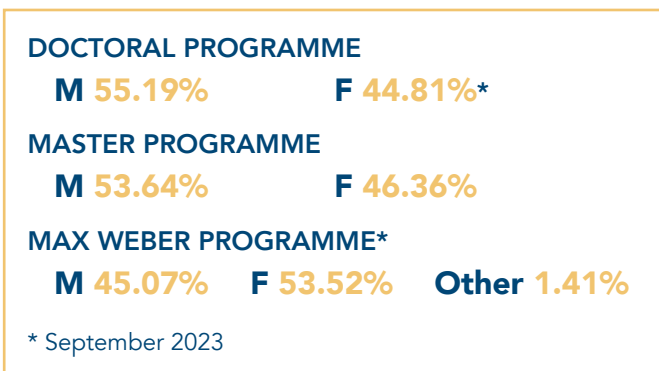 DOCTORAL PROGRAMME
M 55.19% F 44.81%*
MASTER PROGRAMME
M 53.64% F 46.36%
MAX WEBER PROGRAMME*
M 45.07% F 53.52% Other 1.41%
* September 2023